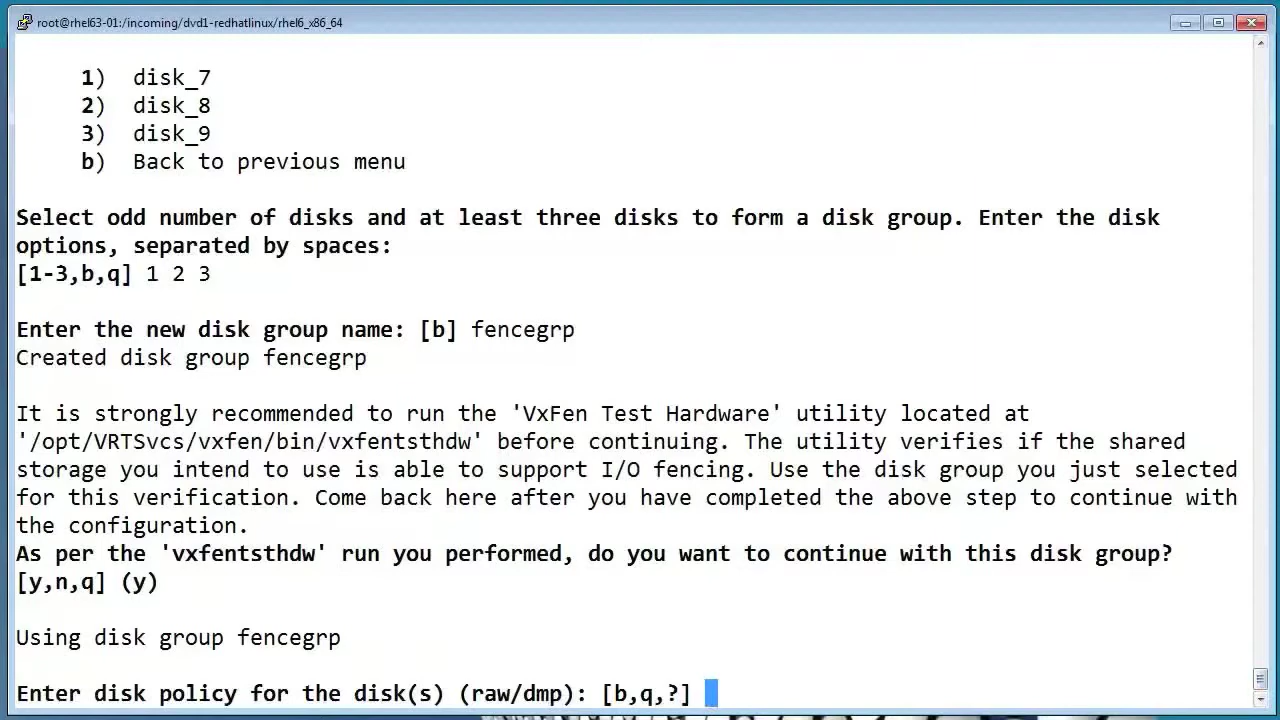 root@rhel63-01:/incoming/dvd1-redhatlinux/rhel6_x86_64
1) disk_7
2) disk_8
3) disk_9
b) Back to previous menu
Select odd number of disks and at least three disks to form a disk group. Enter the disk
options, separated by spaces:
[1-3,b,q] 1 2 3
Enter the new disk group name: [b] fencegrp
Created disk group fencegrp
It is strongly recommended to run the 'VxFen Test Hardware' utility located at
'/opt/VRTSvcs/vxfen/bin/vxfentsthdw' before continuing. The utility verifies if the shared
storage you intend to use is able to support I/O fencing. Use the disk group you just selected
for this verification. Come back here after you have completed the above step to continue with
the configuration.
As per the 'vxfentsthdw' run you performed, do you want to continue with this disk group?
[y,n,q] (y)
Using disk group fencegrp
Enter disk policy for the disk(s) (raw/dmp): [b,q,?]